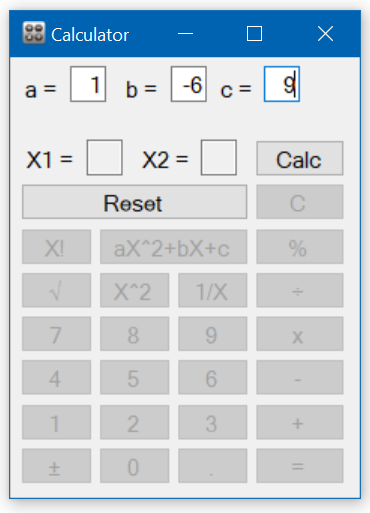 Calculator
a = 1 b = -6 c = 9
X1 = X2 = Calc
Reset C
X! aX^2+bX+c %
√ X^2 1/X ÷
7 8 9 x
4 5 6 -
1 2 3 +
± 0 . =